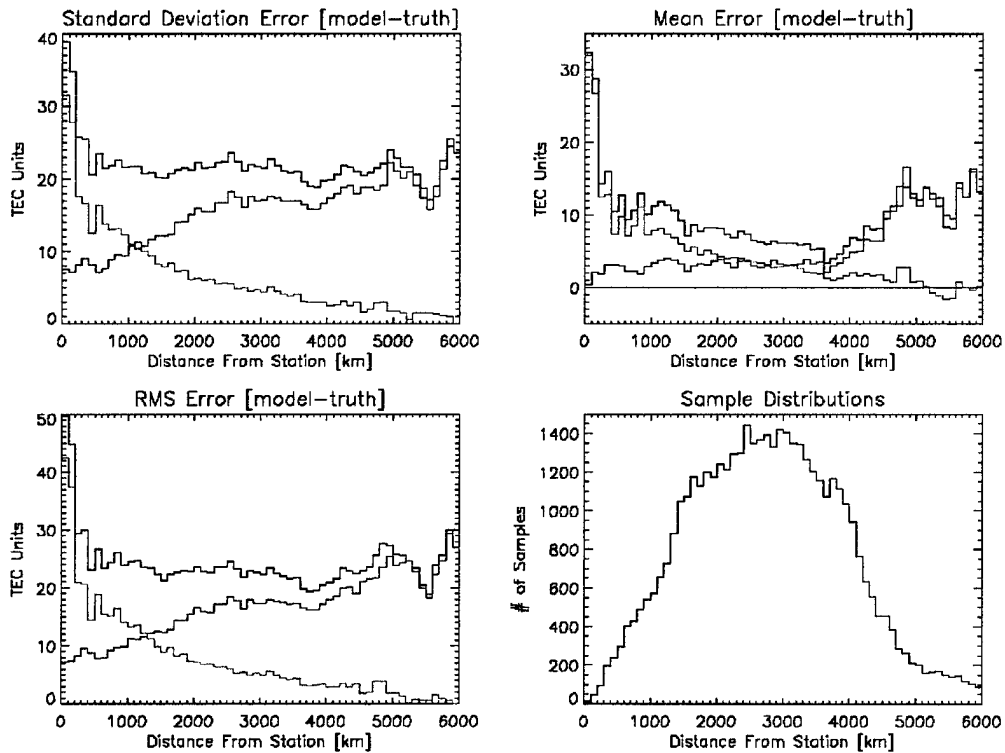 Standard Deviation Error [model-truth]
40
30
20
10
0
TEC Units
0 1000 2000 3000 4000 5000 6000
Distance From Station [km]
Mean Error [model-truth]
30
20
10
0
TEC Units
0 1000 2000 3000 4000 5000 6000
Distance From Station [km]
RMS Error [model-truth]
50
40
30
20
10
0
TEC Units
0 1000 2000 3000 4000 5000 6000
Distance From Station [km]
Sample Distributions
1400
1200
1000
800
600
400
200
0
# of Samples
0 1000 2000 3000 4000 5000 6000
Distance From Station [km]